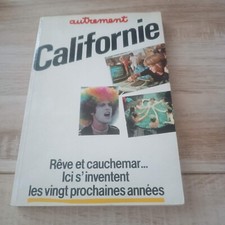 autrement
Californie
Rêve et cauchemar...
Ici s'inventent
les vingt prochaines années